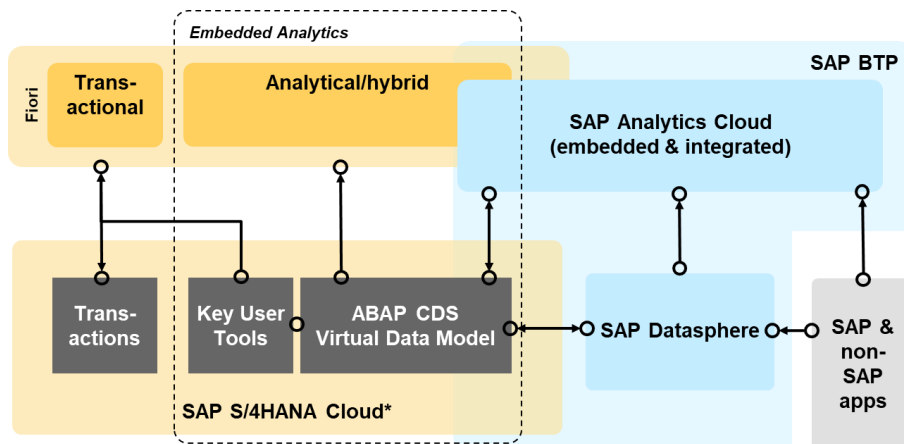 Embedded Analytics
SAP BTP
Fiori
Trans-
actional
Analytical/hybrid
SAP Analytics Cloud
(embedded & integrated)
Trans-
actions
Key User
Tools
ABAP CDS
Virtual Data Model
SAP Datasphere
SAP &
non-
SAP
apps
SAP S/4HANA Cloud*